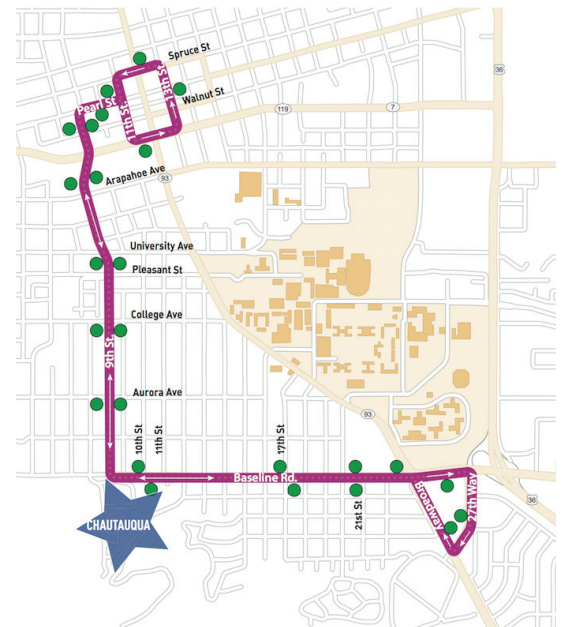 Spruce St
36
13th St.
Pearl St.
11th St.
Walnut St
119
7
Arapahoe Ave
93
University Ave
Pleasant St
College Ave
9th St.
Aurora Ave
10th St
11th St
17th St
93
Baseline Rd.
Broadway
27th Way
21st St
36
CHAUTAUQUA